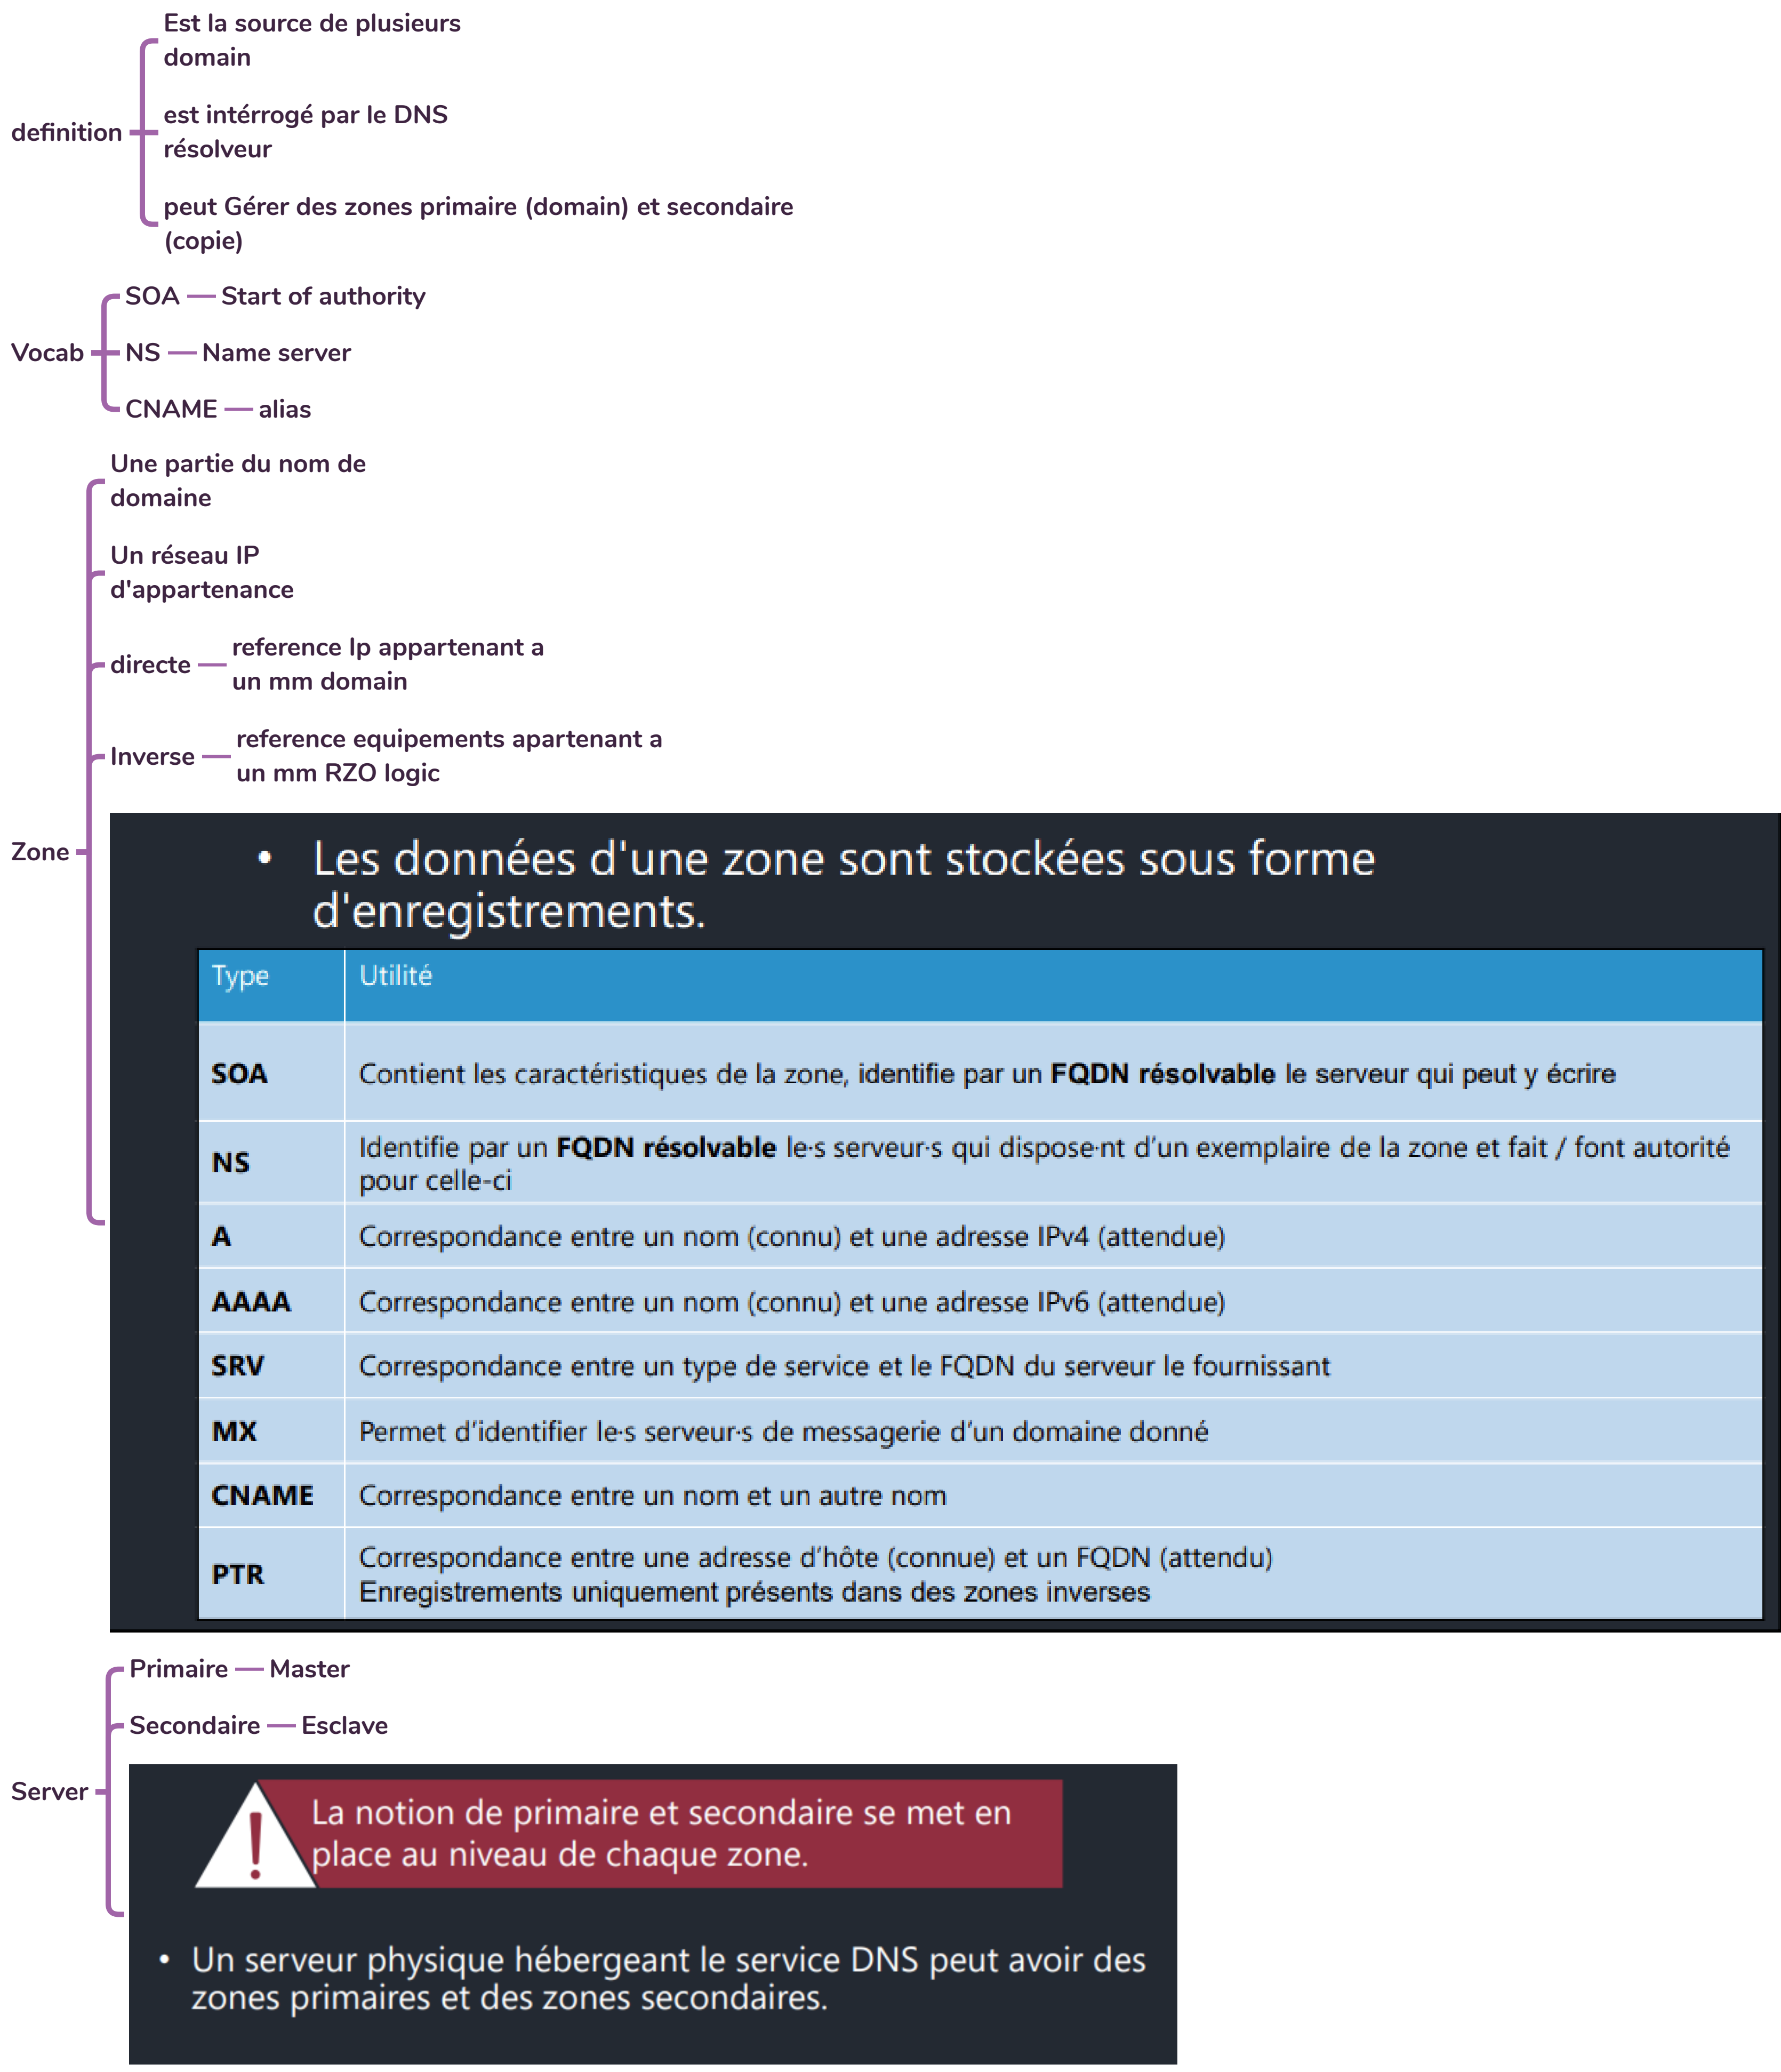 definition
Est la source de plusieurs
domain
est intérrogé par le DNS
résolveur
peut Gérer des zones primaire (domain) et secondaire
(copie)
Vocab
SOA
Start of authority
NS
Name server
CNAME
alias
Zone
Une partie du nom de
domaine
Un réseau IP
d'appartenance
directe
reference Ip appartenant a
un mm domain
Inverse
reference equipements apartenant a
un mm RZO logic
• Les données d'une zone sont stockées sous forme
d'enregistrements.
Type
Utilité
SOA
Contient les caractéristiques de la zone, identifie par un FQDN résolvable le serveur qui peut y écrire
NS
Identifie par un FQDN résolvable le·s serveur·s qui dispose·nt d'un exemplaire de la zone et fait / font autorité
pour celle-ci
A
Correspondance entre un nom (connu) et une adresse IPv4 (attendue)
AAAA
Correspondance entre un nom (connu) et une adresse IPv6 (attendue)
SRV
Correspondance entre un type de service et le FQDN du serveur le fournissant
MX
Permet d'identifier le·s serveur·s de messagerie d'un domaine donné
CNAME
Correspondance entre un nom et un autre nom
PTR
Correspondance entre une adresse d'hôte (connue) et un FQDN (attendu)
Enregistrements uniquement présents dans des zones inverses
Server
Primaire
Master
Secondaire
Esclave
!
La notion de primaire et secondaire se met en
place au niveau de chaque zone.
• Un serveur physique hébergeant le service DNS peut avoir des
zones primaires et des zones secondaires.